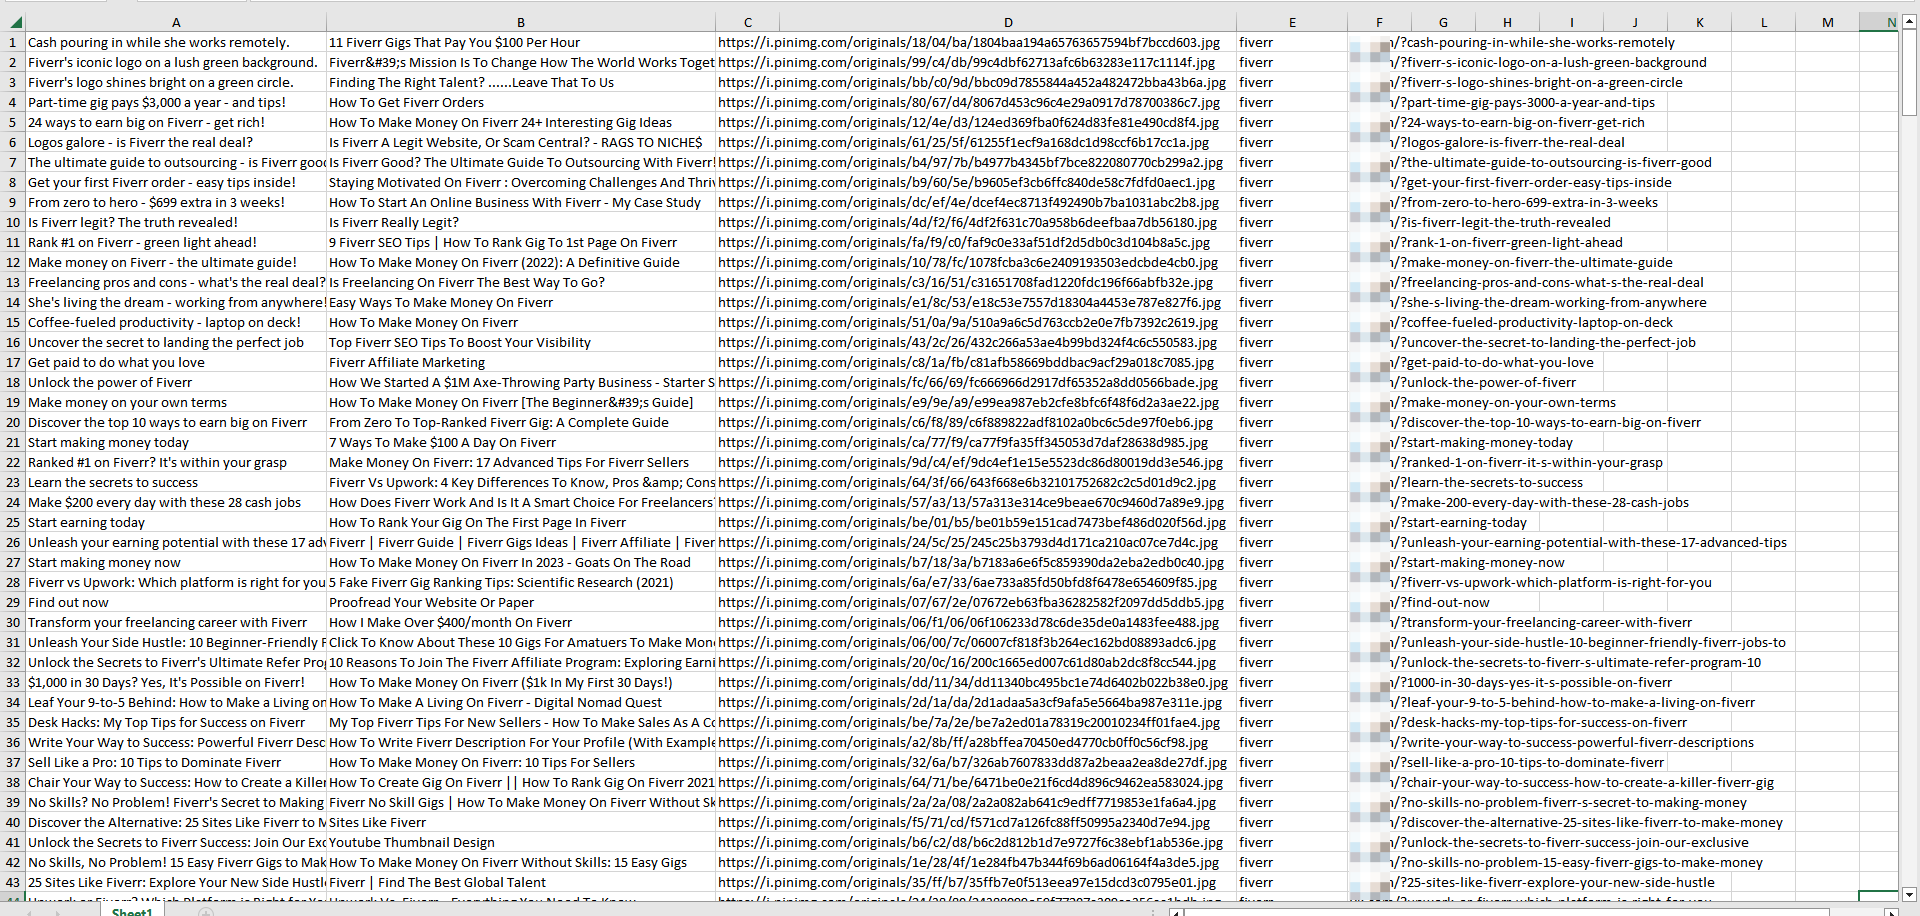 A B C D E F G H I J K L M N
1 Cash pouring in while she works remotely. 11 Fiverr Gigs That Pay You $100 Per Hour https://i.pinimg.com/originals/18/04/ba/1804baa194a65763657594bf7bccd603.jpg fiverr /?cash-pouring-in-while-she-works-remotely
2 Fiverr's iconic logo on a lush green background. Fiverr&#39;s Mission Is To Change How The World Works Toget https://i.pinimg.com/originals/99/c4/db/99c4dbf62713afc6b63283e117c1114f.jpg fiverr /?fiverr-s-iconic-logo-on-a-lush-green-background
3 Fiverr's logo shines bright on a green circle. Finding The Right Talent? ......Leave That To Us https://i.pinimg.com/originals/bb/c0/9d/bbc09d7855844a452a482472bba43b6a.jpg fiverr /?fiverr-s-logo-shines-bright-on-a-green-circle
4 Part-time gig pays $3,000 a year - and tips! How To Get Fiverr Orders https://i.pinimg.com/originals/80/67/d4/8067d453c96c4e29a0917d78700386c7.jpg fiverr /?part-time-gig-pays-3000-a-year-and-tips
5 24 ways to earn big on Fiverr - get rich! How To Make Money On Fiverr 24+ Interesting Gig Ideas https://i.pinimg.com/originals/12/4e/d3/124ed369fba0f624d83fe81e490cd8f4.jpg fiverr /?24-ways-to-earn-big-on-fiverr-get-rich
6 Logos galore - is Fiverr the real deal? Is Fiverr A Legit Website, Or Scam Central? - RAGS TO NICHE$ https://i.pinimg.com/originals/61/25/5f/61255f1ecf9a168dc1d98ccf6b17cc1a.jpg fiverr /?logos-galore-is-fiverr-the-real-deal
7 The ultimate guide to outsourcing - is Fiverr good Is Fiverr Good? The Ultimate Guide To Outsourcing With Fiverr! https://i.pinimg.com/originals/b4/97/7b/b4977b4345bf7bce822080770cb299a2.jpg fiverr /?the-ultimate-guide-to-outsourcing-is-fiverr-good
8 Get your first Fiverr order - easy tips inside! Staying Motivated On Fiverr : Overcoming Challenges And Thriv https://i.pinimg.com/originals/b9/60/5e/b9605ef3cb6ffc840de58c7fdfd0aec1.jpg fiverr /?get-your-first-fiverr-order-easy-tips-inside
9 From zero to hero - $699 extra in 3 weeks! How To Start An Online Business With Fiverr - My Case Study https://i.pinimg.com/originals/dc/ef/4e/dcef4ec8713f492490b7ba1031abc2b8.jpg fiverr /?from-zero-to-hero-699-extra-in-3-weeks
10 Is Fiverr legit? The truth revealed! Is Fiverr Really Legit? https://i.pinimg.com/originals/4d/f2/f6/4df2f631c70a958b6deefbaa7db56180.jpg fiverr /?is-fiverr-legit-the-truth-revealed
11 Rank #1 on Fiverr - green light ahead! 9 Fiverr SEO Tips | How To Rank Gig To 1st Page On Fiverr https://i.pinimg.com/originals/fa/f9/c0/faf9c0e33af51df2d5db0c3d104b8a5c.jpg fiverr /?rank-1-on-fiverr-green-light-ahead
12 Make money on Fiverr - the ultimate guide! How To Make Money On Fiverr (2022): A Definitive Guide https://i.pinimg.com/originals/10/78/fc/1078fcba3c6e2409193503edcbde4cb0.jpg fiverr /?make-money-on-fiverr-the-ultimate-guide
13 Freelancing pros and cons - what's the real deal? Is Freelancing On Fiverr The Best Way To Go? https://i.pinimg.com/originals/c3/16/51/c31651708fad1220fdc196f66abfb32e.jpg fiverr /?freelancing-pros-and-cons-what-s-the-real-deal
14 She's living the dream - working from anywhere! Easy Ways To Make Money On Fiverr https://i.pinimg.com/originals/e1/8c/53/e18c53e7557d18304a4453e787e827f6.jpg fiverr /?she-s-living-the-dream-working-from-anywhere
15 Coffee-fueled productivity - laptop on deck! How To Make Money On Fiverr https://i.pinimg.com/originals/51/0a/9a/510a9a6c5d763ccb2e0e7fb7392c2619.jpg fiverr /?coffee-fueled-productivity-laptop-on-deck
16 Uncover the secret to landing the perfect job Top Fiverr SEO Tips To Boost Your Visibility https://i.pinimg.com/originals/43/2c/26/432c266a53ae4b99bd324f4c6c550583.jpg fiverr /?uncover-the-secret-to-landing-the-perfect-job
17 Get paid to do what you love Fiverr Affiliate Marketing https://i.pinimg.com/originals/c8/1a/fb/c81afb58669bddbac9acf29a018c7085.jpg fiverr /?get-paid-to-do-what-you-love
18 Unlock the power of Fiverr How We Started A $1M Axe-Throwing Party Business - Starter S https://i.pinimg.com/originals/fc/66/69/fc666966d2917df65352a8dd0566bade.jpg fiverr /?unlock-the-power-of-fiverr
19 Make money on your own terms How To Make Money On Fiverr [The Beginner&#39;s Guide] https://i.pinimg.com/originals/e9/9e/a9/e99ea987eb2cfe8bfc6f48f6d2a3ae22.jpg fiverr /?make-money-on-your-own-terms
20 Discover the top 10 ways to earn big on Fiverr From Zero To Top-Ranked Fiverr Gig: A Complete Guide https://i.pinimg.com/originals/c6/f8/89/c6f889822adf8102a0bc6c5de97f0eb6.jpg fiverr /?discover-the-top-10-ways-to-earn-big-on-fiverr
21 Start making money today 7 Ways To Make $100 A Day On Fiverr https://i.pinimg.com/originals/ca/77/f9/ca77f9fa35ff345053d7daf28638d985.jpg fiverr /?start-making-money-today
22 Ranked #1 on Fiverr? It's within your grasp Make Money On Fiverr: 17 Advanced Tips For Fiverr Sellers https://i.pinimg.com/originals/9d/c4/ef/9dc4ef1e15e5523dc86d80019dd3e546.jpg fiverr /?ranked-1-on-fiverr-it-s-within-your-grasp
23 Learn the secrets to success Fiverr Vs Upwork: 4 Key Differences To Know, Pros &amp; Cons https://i.pinimg.com/originals/64/3f/66/643f668e6b32101752682c2c5d01d9c2.jpg fiverr /?learn-the-secrets-to-success
24 Make $200 every day with these 28 cash jobs How Does Fiverr Work And Is It A Smart Choice For Freelancers https://i.pinimg.com/originals/57/a3/13/57a313e314ce9beae670c9460d7a89e9.jpg fiverr /?make-200-every-day-with-these-28-cash-jobs
25 Start earning today How To Rank Your Gig On The First Page In Fiverr https://i.pinimg.com/originals/be/01/b5/be01b59e151cad7473bef486d020f56d.jpg fiverr /?start-earning-today
26 Unleash your earning potential with these 17 adv Fiverr | Fiverr Guide | Fiverr Gigs Ideas | Fiverr Affiliate | Fiver https://i.pinimg.com/originals/24/5c/25/245c25b3793d4d171ca210ac07ce7d4c.jpg fiverr /?unleash-your-earning-potential-with-these-17-advanced-tips
27 Start making money now How To Make Money On Fiverr In 2023 - Goats On The Road https://i.pinimg.com/originals/b7/18/3a/b7183a6e6f5c859390da2eba2edb0c40.jpg fiverr /?start-making-money-now
28 Fiverr vs Upwork: Which platform is right for you 5 Fake Fiverr Gig Ranking Tips: Scientific Research (2021) https://i.pinimg.com/originals/6a/e7/33/6ae733a85fd50bfd8f6478e654609f85.jpg fiverr /?fiverr-vs-upwork-which-platform-is-right-for-you
29 Find out now Proofread Your Website Or Paper https://i.pinimg.com/originals/07/67/2e/07672eb63fba36282582f2097dd5ddb5.jpg fiverr /?find-out-now
30 Transform your freelancing career with Fiverr How I Make Over $400/month On Fiverr https://i.pinimg.com/originals/06/f1/06/06f106233d78c6de35de0a1483fee488.jpg fiverr /?transform-your-freelancing-career-with-fiverr
31 Unleash Your Side Hustle: 10 Beginner-Friendly F Click To Know About These 10 Gigs For Amatuers To Make Mon https://i.pinimg.com/originals/06/00/7c/06007cf818f3b264ec162bd08893adc6.jpg fiverr /?unleash-your-side-hustle-10-beginner-friendly-fiverr-jobs-to
32 Unlock the Secrets to Fiverr's Ultimate Refer Prog 10 Reasons To Join The Fiverr Affiliate Program: Exploring Earni https://i.pinimg.com/originals/20/0c/16/200c1665ed007c61d80ab2dc8f8cc544.jpg fiverr /?unlock-the-secrets-to-fiverr-s-ultimate-refer-program-10
33 $1,000 in 30 Days? Yes, It's Possible on Fiverr! How To Make Money On Fiverr ($1k In My First 30 Days!) https://i.pinimg.com/originals/dd/11/34/dd11340bc495bc1e74d6402b022b38e0.jpg fiverr /?1000-in-30-days-yes-it-s-possible-on-fiverr
34 Leaf Your 9-to-5 Behind: How to Make a Living on How To Make A Living On Fiverr - Digital Nomad Quest https://i.pinimg.com/originals/2d/1a/da/2d1adaa5a3cf9afa5e5664ba987e311e.jpg fiverr /?leaf-your-9-to-5-behind-how-to-make-a-living-on-fiverr
35 Desk Hacks: My Top Tips for Success on Fiverr My Top Fiverr Tips For New Sellers - How To Make Sales As A Co https://i.pinimg.com/originals/be/7a/2e/be7a2ed01a78319c20010234ff01fae4.jpg fiverr /?desk-hacks-my-top-tips-for-success-on-fiverr
36 Write Your Way to Success: Powerful Fiverr Desc How To Write Fiverr Description For Your Profile (With Example https://i.pinimg.com/originals/a2/8b/ff/a28bffea70450ed4770cb0ff0c56cf98.jpg fiverr /?write-your-way-to-success-powerful-fiverr-descriptions
37 Sell Like a Pro: 10 Tips to Dominate Fiverr How To Make Money On Fiverr: 10 Tips For Sellers https://i.pinimg.com/originals/32/6a/b7/326ab7607833dd87a2beaa2ea8de27df.jpg fiverr /?sell-like-a-pro-10-tips-to-dominate-fiverr
38 Chair Your Way to Success: How to Create a Killer How To Create Gig On Fiverr || How To Rank Gig On Fiverr 2021 https://i.pinimg.com/originals/64/71/be/6471be0e21f6cd4d896c9462ea583024.jpg fiverr /?chair-your-way-to-success-how-to-create-a-killer-fiverr-gig
39 No Skills? No Problem! Fiverr's Secret to Making Fiverr No Skill Gigs | How To Make Money On Fiverr Without Sk https://i.pinimg.com/originals/2a/2a/08/2a2a082ab641c9edff7719853e1fa6a4.jpg fiverr /?no-skills-no-problem-fiverr-s-secret-to-making-money
40 Discover the Alternative: 25 Sites Like Fiverr to M Sites Like Fiverr https://i.pinimg.com/originals/f5/71/cd/f571cd7a126fc88ff50995a2340d7e94.jpg fiverr /?discover-the-alternative-25-sites-like-fiverr-to-make-money
41 Unlock the Secrets to Fiverr Success: Join Our Exc Youtube Thumbnail Design https://i.pinimg.com/originals/b6/c2/d8/b6c2d812b1d7e9727f6c38ebf1ab536e.jpg fiverr /?unlock-the-secrets-to-fiverr-success-join-our-exclusive
42 No Skills, No Problem! 15 Easy Fiverr Gigs to Mak How To Make Money On Fiverr Without Skills: 15 Easy Gigs https://i.pinimg.com/originals/1e/28/4f/1e284fb47b344f69b6ad06164f4a3de5.jpg fiverr /?no-skills-no-problem-15-easy-fiverr-gigs-to-make-money
43 25 Sites Like Fiverr: Explore Your New Side Hustl Fiverr | Find The Best Global Talent https://i.pinimg.com/originals/35/ff/b7/35ffb7e0f513eea97e15dcd3c0795e01.jpg fiverr /?25-sites-like-fiverr-explore-your-new-side-hustle
Sheet1